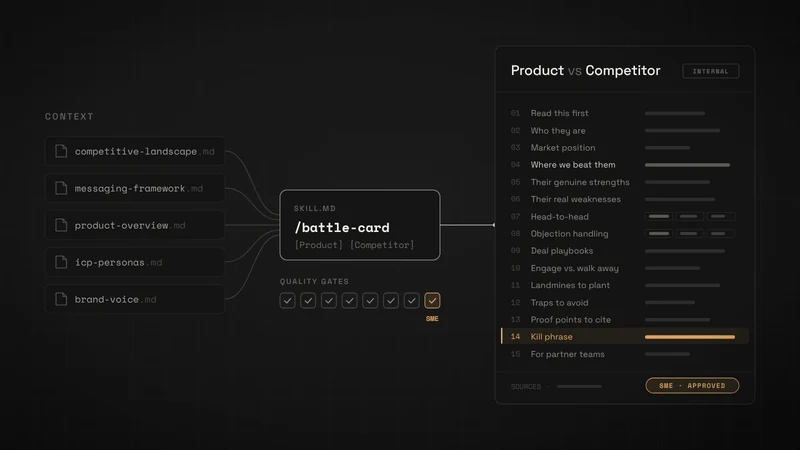 CONTEXT
competitive-landscape.md
messaging-framework.md
product-overview.md
icp-personas.md
brand-voice.md
SKILL.MD
/battle-card
[Product] [Competitor]
QUALITY GATES
SME
Product vs Competitor
INTERNAL
01 Read this first
02 Who they are
03 Market position
04 Where we beat them
05 Their genuine strengths
06 Their real weaknesses
07 Head-to-head
08 Objection handling
09 Deal playbooks
10 Engage vs. walk away
11 Landmines to plant
12 Traps to avoid
13 Proof points to cite
14 Kill phrase
15 For partner teams
SOURCES ·
SME · APPROVED